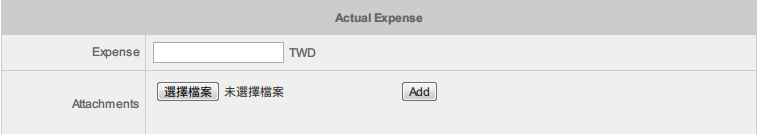 Actual Expense
Expense TWD
Attachments 選擇檔案 未選擇檔案 Add